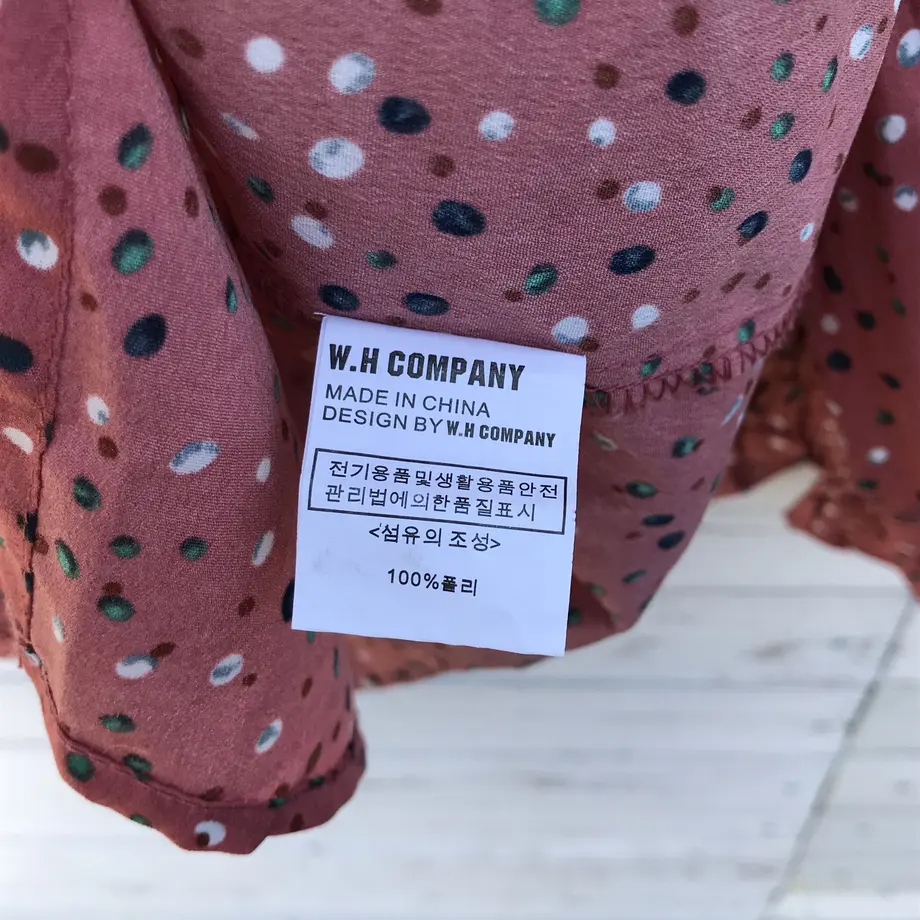 W.H COMPANY
MADE IN CHINA
DESIGN BY W.H COMPANY
전기용품및생활용품안전
관리법에의한품질표시
<섬유의 조성>
100%폴리